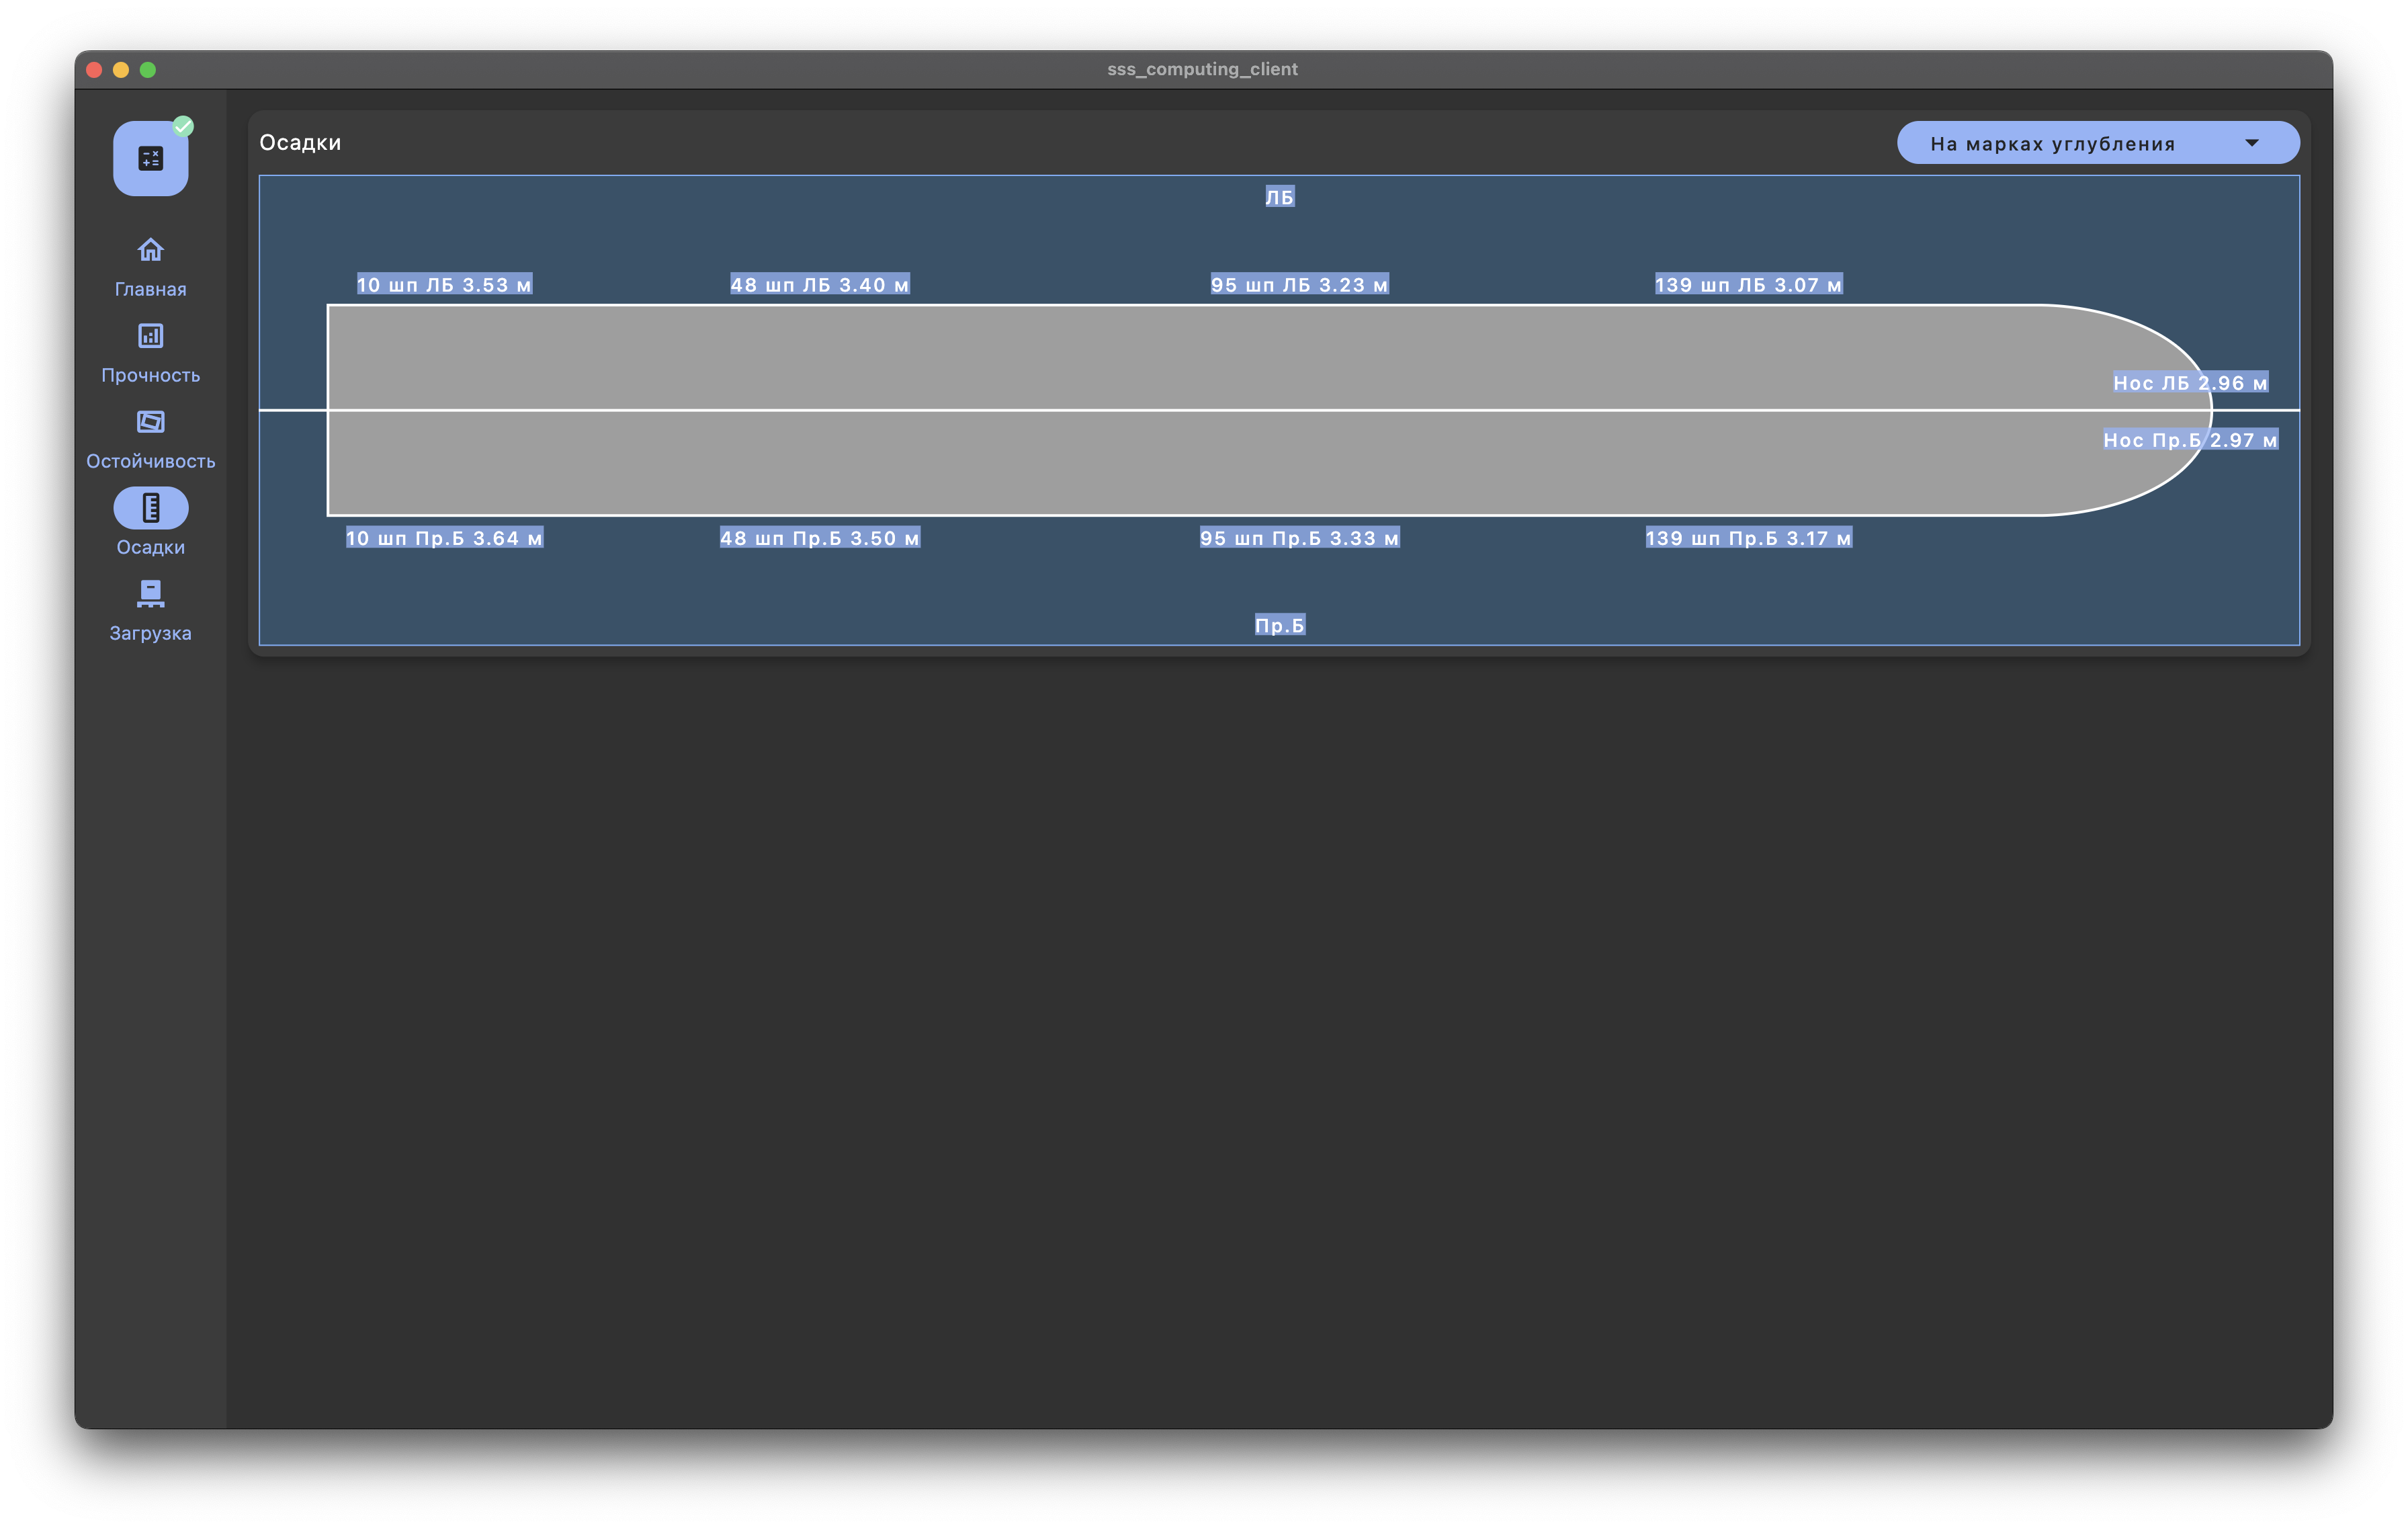 sss_computing_client
Главная
Прочность
Остойчивость
Осадки
Загрузка
Осадки
На марках углубления
ЛБ
10 шп ЛБ 3.53 м
48 шп ЛБ 3.40 м
95 шп ЛБ 3.23 м
139 шп ЛБ 3.07 м
Нос ЛБ 2.96 м
Нос Пр.Б 2.97 м
10 шп Пр.Б 3.64 м
48 шп Пр.Б 3.50 м
95 шп Пр.Б 3.33 м
139 шп Пр.Б 3.17 м
Пр.Б